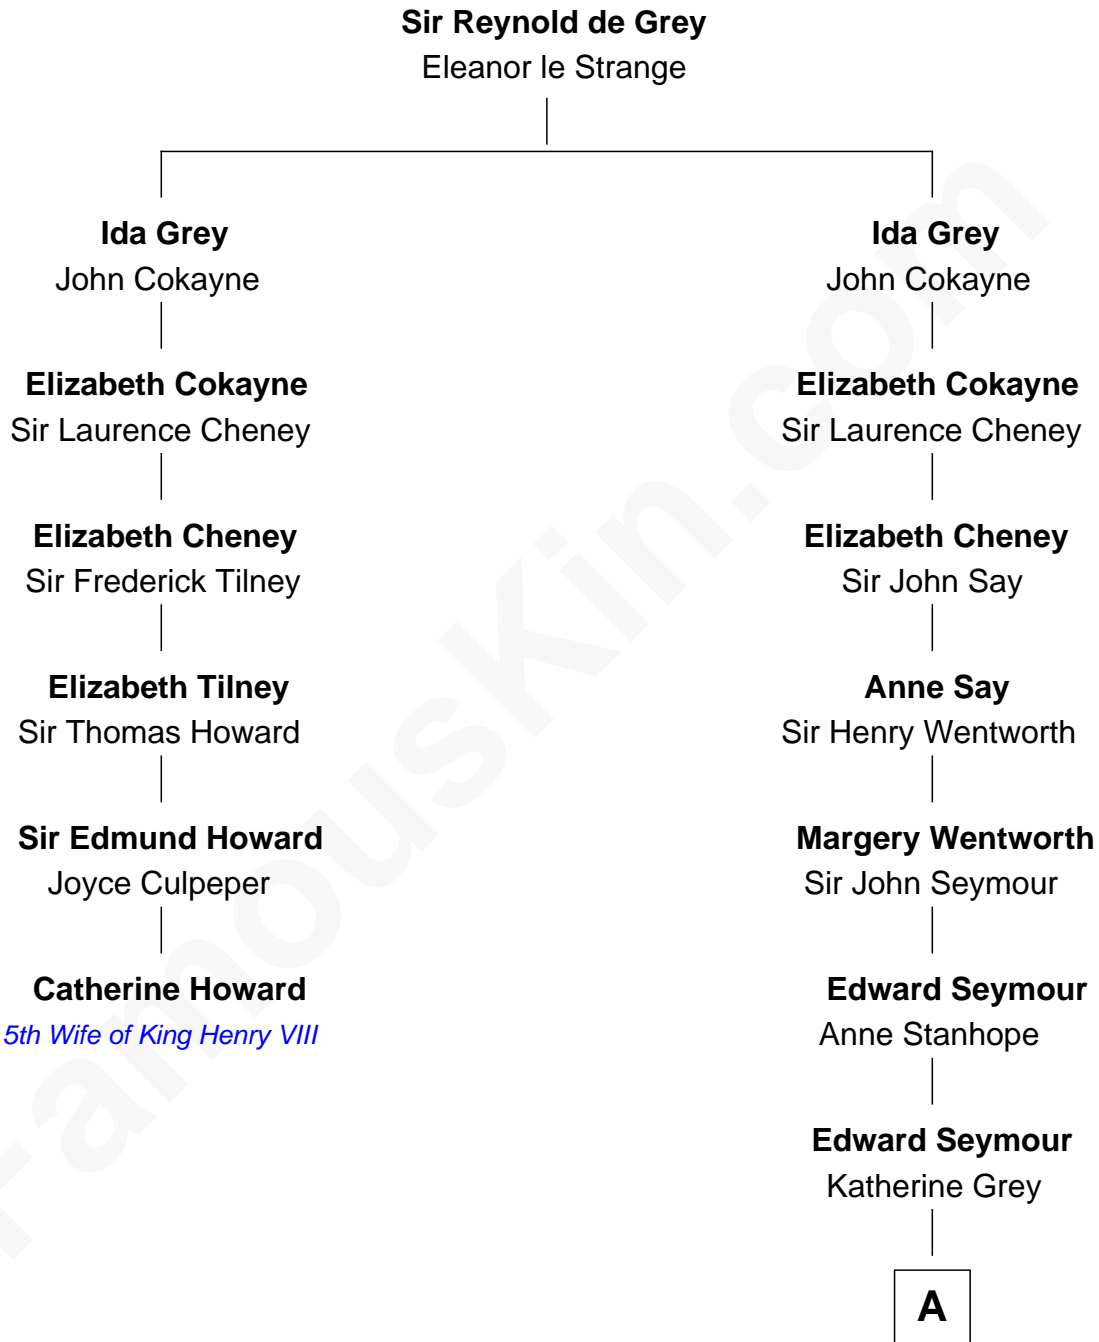 Sir Reynold de Grey
Eleanor le Strange
Ida Grey
John Cokayne
Elizabeth Cokayne
Sir Laurence Cheney
Elizabeth Cheney
Sir Frederick Tilney
Elizabeth Tilney
Sir Thomas Howard
Sir Edmund Howard
Joyce Culpeper
Catherine Howard
5th Wife of King Henry VIII
Ida Grey
John Cokayne
Elizabeth Cokayne
Sir Laurence Cheney
Elizabeth Cheney
Sir John Say
Anne Say
Sir Henry Wentworth
Margery Wentworth
Sir John Seymour
Edward Seymour
Anne Stanhope
Edward Seymour
Katherine Grey
A
FamousKin.com